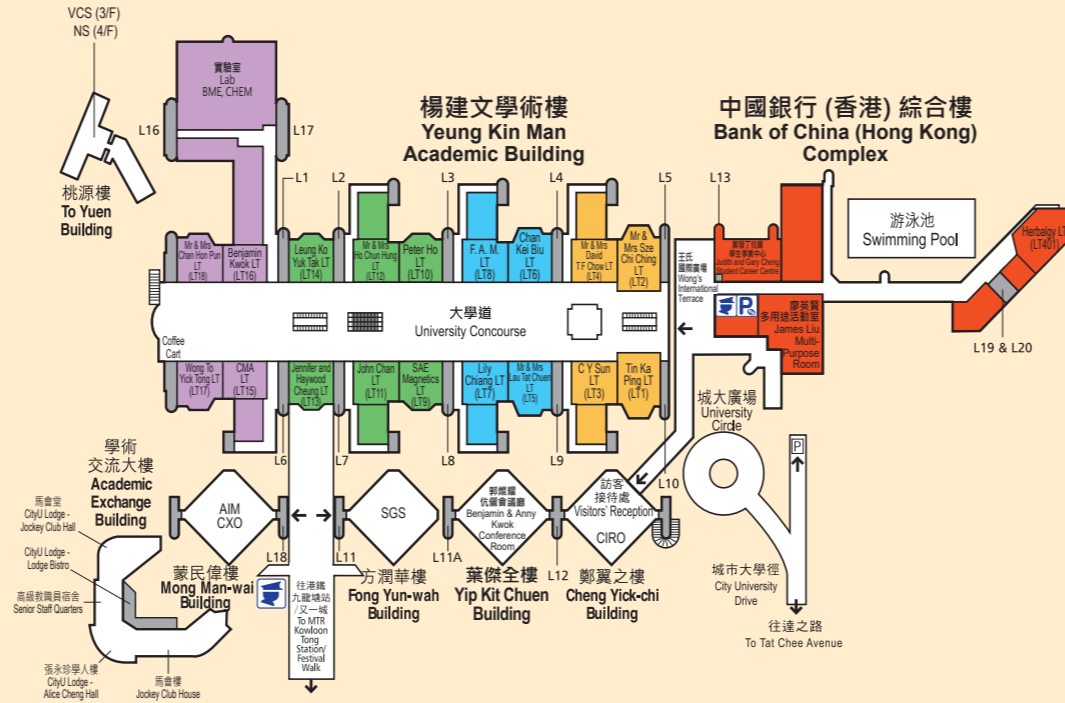 VCS (3/F)
NS (4/F)
桃源樓
To Yuen
Building
實驗室
Lab
BME, CHEM
L16
L17
楊建文學術樓
Yeung Kin Man
Academic Building
中國銀行 (香港) 綜合樓
Bank of China (Hong Kong)
Complex
L1
L2
L3
L4
L5
L13
游泳池
Swimming Pool
Herbalgy LT
(LT401)
L19 & L20
Mr & Mrs
Chan Hon Pun
LT
(LT18)
Benjamin
Kwok LT
(LT16)
Leung Ko
Yuk Tak LT
(LT14)
Mr & Mrs
Ho Chun Hung
LT
(LT12)
Peter Ho
LT
(LT10)
F. A. M.
LT
(LT8)
Chan
Kei Biu
LT
(LT6)
Mr & Mrs
David
T F Chow LT
(LT4)
Mr &
Mrs Sze
Chi Ching LT
(LT2)
王氏
國際廣場
Wong's
International
Terrace
學生事業中心
Judith and Gary Cheng
Student Career Centre
P
廖英賢
多用途活動室
James Liu
Multi-
Purpose
Room
大學道
University Concourse
Coffee
Cart
Wong To
Yick Tong LT
(LT17)
CMA
LT
(LT15)
Jennifer and
Haywood
Cheung LT
(LT13)
John Chan
LT
(LT11)
SAE
Magnetics
LT
(LT9)
Lily
Chiang LT
(LT7)
Mr & Mrs
Lau Tat Chuen
LT
(LT5)
C Y Sun
LT
(LT3)
Tin Ka
Ping LT
(LT1)
L6
L7
L8
L9
L10
城大廣場
University
Circle
P
城市大學徑
City University
Drive
往達之路
To Tat Chee Avenue
學術
交流大樓
Academic
Exchange
Building
AIM
CXO
SGS
郭燦耀
伉儷會議廳
Benjamin & Anny
Kwok
Conference
Room
訪客
接待處
Visitors' Reception
CIRO
L18
L11
L11A
L12
蒙民偉樓
Mong Man-wai
Building
方潤華樓
Fong Yun-wah
Building
葉傑全樓
Yip Kit Chuen
Building
鄭翼之樓
Cheng Yick-chi
Building
往港鐵
九龍塘站
/又一城
To MTR
Kowloon
Tong
Station/
Festival
Walk
馬會堂
CityU Lodge -
Jockey Club Hall
CityU Lodge -
Lodge Bistro
高級教職員宿舍
Senior Staff Quarters
張永珍學人樓
CityU Lodge -
Alice Cheng Hall
馬會樓
Jockey Club House